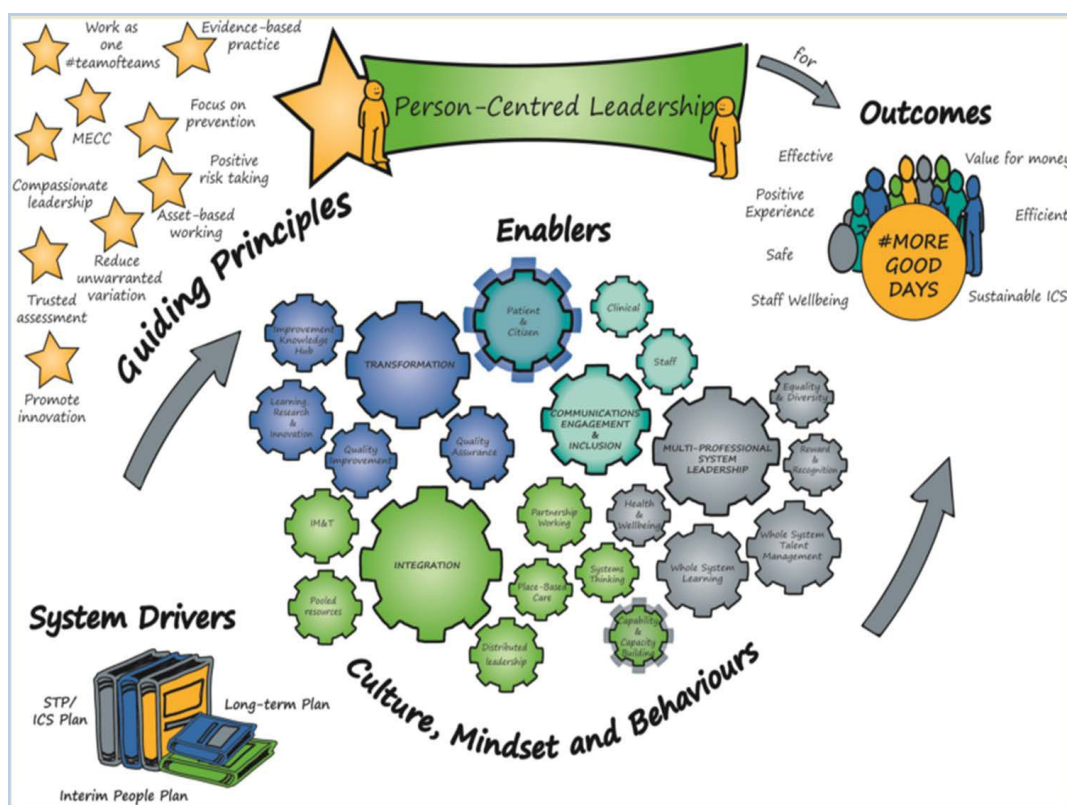 Work as
one
#teamofteams
Evidence-based
practice
MECC
Focus on
prevention
Compassionate
leadership
Positive
risk taking
Asset-based
working
Reduce
unwarranted
variation
Trusted
assessment
Promote
innovation
Guiding Principles
Person-Centred Leadership
for
Outcomes
Effective
Value for money
Positive
Experience
Efficient
Safe
Staff Wellbeing
Sustainable ICS
#MORE
GOOD
DAYS
Enablers
Improvement
Knowledge
Hub
TRANSFORMATION
Patient
&
Citizen
Clinical
Staff
Learning,
Research
&
Innovation
Quality
Improvement
Quality
Assurance
COMMUNICATIONS
ENGAGEMENT
&
INCLUSION
MULTI-PROFESSIONAL
SYSTEM
LEADERSHIP
Equality
& Diversity
Reward
&
Recognition
IM&T
INTEGRATION
Partnership
Working
Health
&
Wellbeing
Whole System
Talent
Management
Pooled
resources
Place-Based
Care
Systems
Thinking
Whole System
Learning
Distributed
leadership
Capability
&
Capacity
Building
Culture, Mindset and Behaviours
System Drivers
STP/
ICS Plan
Long-term Plan
Interim People Plan